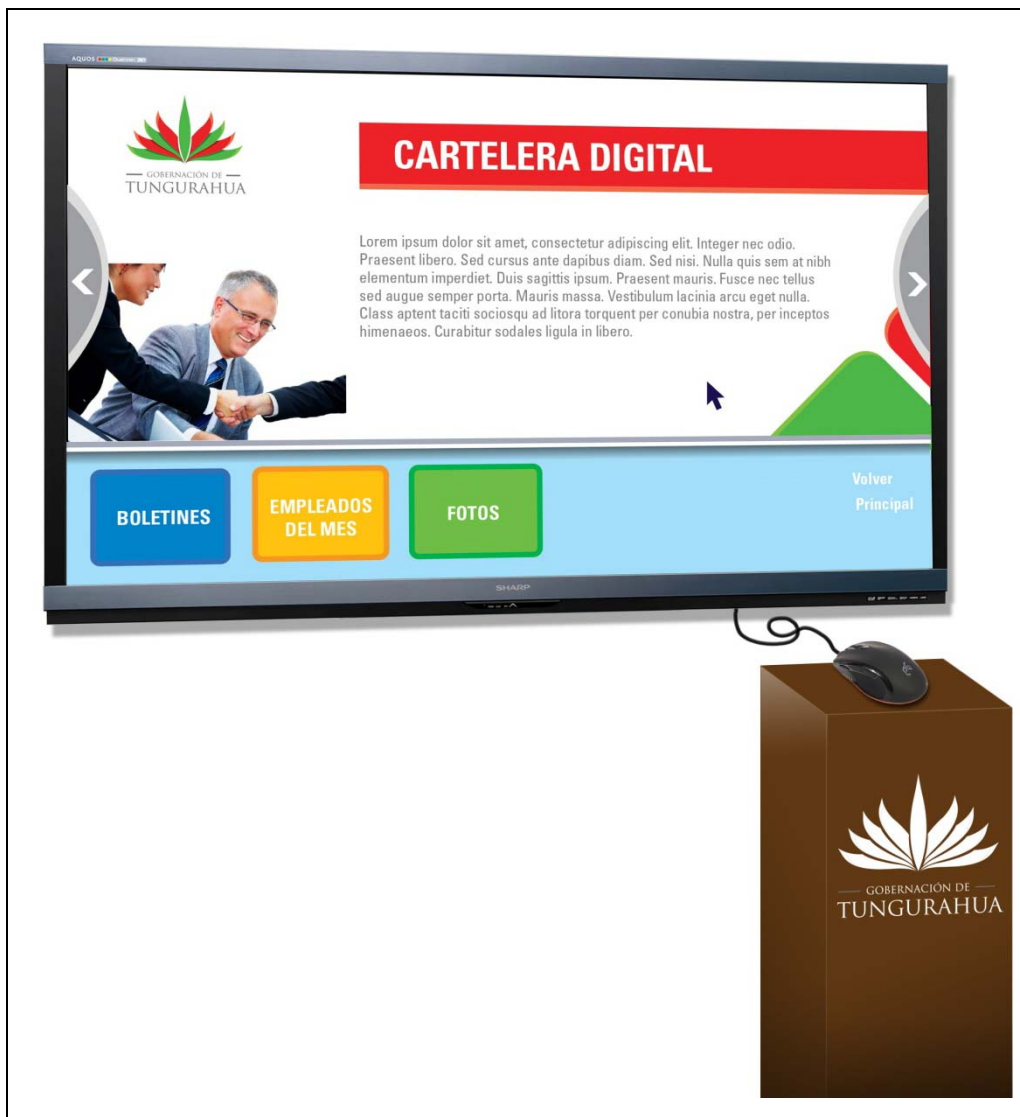 AQUOS
GOBERNACIÓN DE
TUNGURAHUA
CARTELERA DIGITAL
Lorem ipsum dolor sit amet, consectetur adipiscing elit. Integer nec odio.
Praesent libero. Sed cursus ante dapibus diam. Sed nisi. Nulla quis sem at nibh
elementum imperdiet. Duis sagittis ipsum. Praesent mauris. Fusce nec tellus
sed augue semper porta. Mauris massa. Vestibulum lacinia arcu eget nulla.
Class aptent taciti sociosqu ad litora torquent per conubia nostra, per inceptos
himenaeos. Curabitur sodales ligula in libero.
BOLETINES
EMPLEADOS
DEL MES
FOTOS
Volver
Principal
SHARP
GOBERNACIÓN DE
TUNGURAHUA